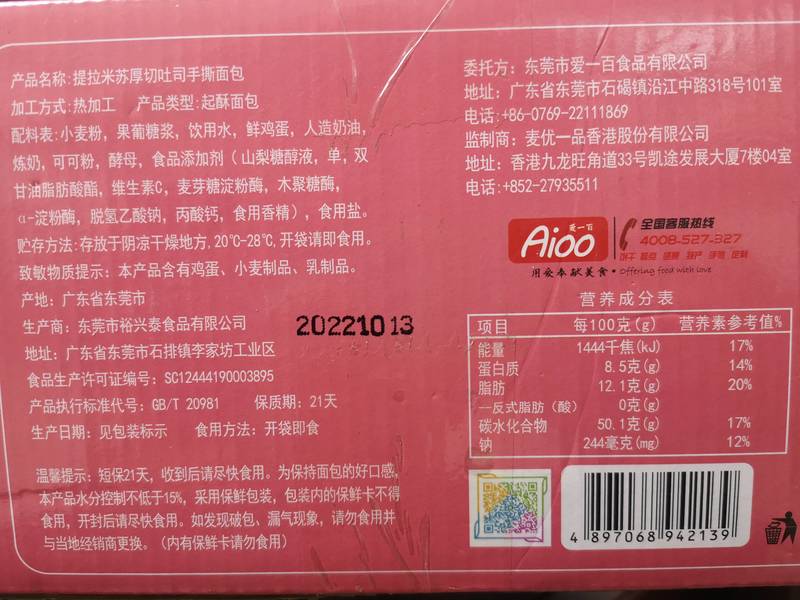 产品名称:提拉米苏厚切吐司手撕面包
加工方式:热加工 产品类型:起酥面包
配料表:小麦粉，果葡糖浆，饮用水，鲜鸡蛋，人造奶油，
炼奶，可可粉，酵母，食品添加剂（山梨糖醇液，单，双
甘油脂肪酸酯，维生素C，麦芽糖淀粉酶，木聚糖酶，
α-淀粉酶，脱氢乙酸钠，丙酸钙，食用香精），食用盐。
贮存方法:存放于阴凉干燥地方，20℃-28℃，开袋请即食用。
致敏物质提示：本产品含有鸡蛋、小麦制品、乳制品。
产地：广东省东莞市
生产商：东莞市裕兴泰食品有限公司
20221013
地址：广东省东莞市石排镇李家坊工业区
食品生产许可证编号：SC12444190003895
产品执行标准代号：GB/T 20981 保质期：21天
生产日期：见包装标示 食用方法：开袋即食
温馨提示：短保21天，收到后请尽快食用。为保持面包的好口感，
本产品水分控制不低于15%，采用保鲜包装，包装内的保鲜卡不得
食用，开封后请尽快食用。如发现破包、漏气现象，请勿食用并
与当地经销商更换。（内有保鲜卡请勿食用）
委托方：东莞市爱一百食品有限公司
地址：广东省东莞市石碣镇沿江中路318号101室
电话:+86-0769-22111869
监制商：麦优一品香港股份有限公司
地址：香港九龙旺角道33号凯途发展大厦7楼04室
电话:+852-27935511
爱一百
Aioo
全国客服热线
4008-527-327
用爱奉献美食·Offering food with love
营养成分表
项目 每100克(g) 营养素参考值%
能量 1444千焦(kJ) 17%
蛋白质 8.5克(g) 14%
脂肪 12.1克(g) 20%
—反式脂肪（酸） 0克(g)
碳水化合物 50.1克(g) 17%
钠 244毫克(mg) 12%
4 897068 942139